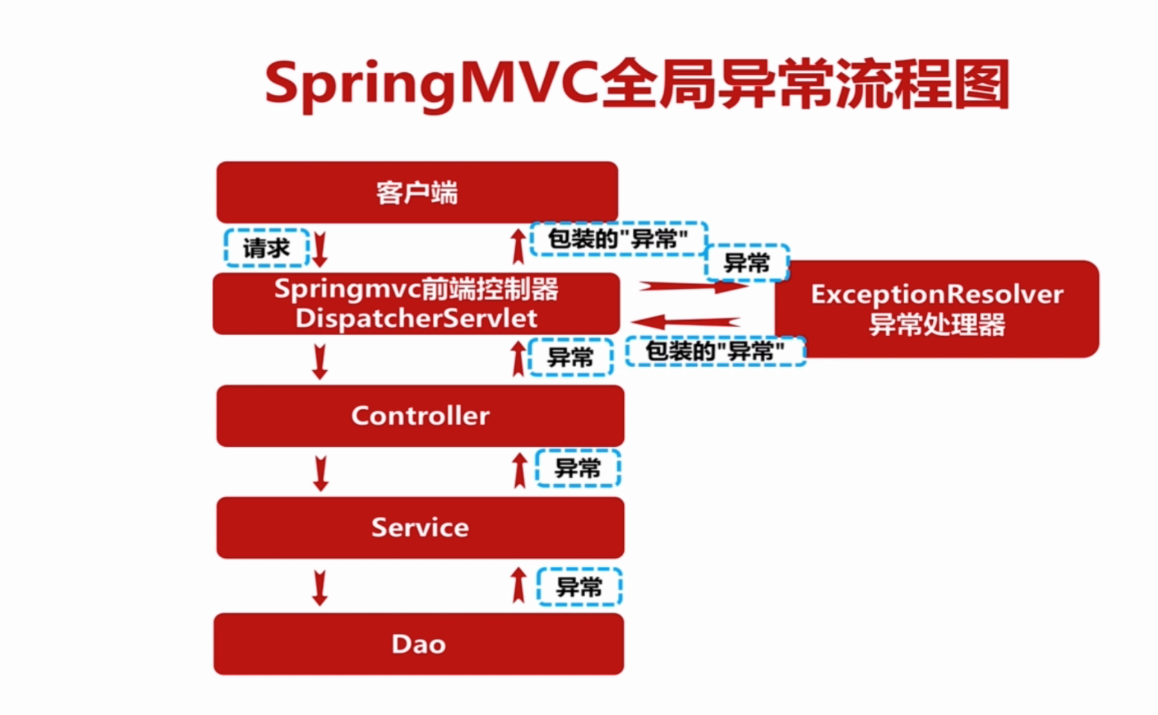 SpringMVC全局异常流程图
客户端
请求
包装的"异常"
异常
Springmvc前端控制器
DispatcherServlet
ExceptionResolver
异常处理器
异常
包装的"异常"
Controller
异常
Service
异常
Dao